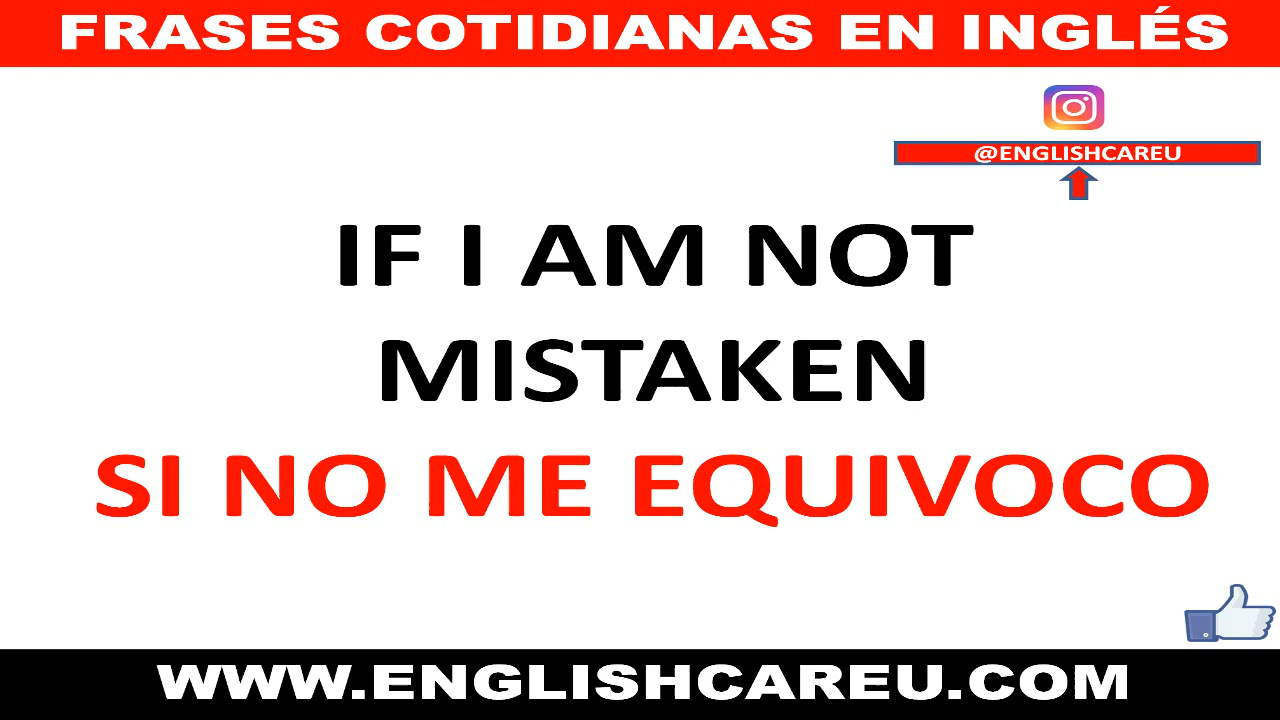 FRASES COTIDIANAS EN INGLÉS
@ENGLISHCAREU
IF I AM NOT
MISTAKEN
SI NO ME EQUIVOCO
WWW.ENGLISHCAREU.COM